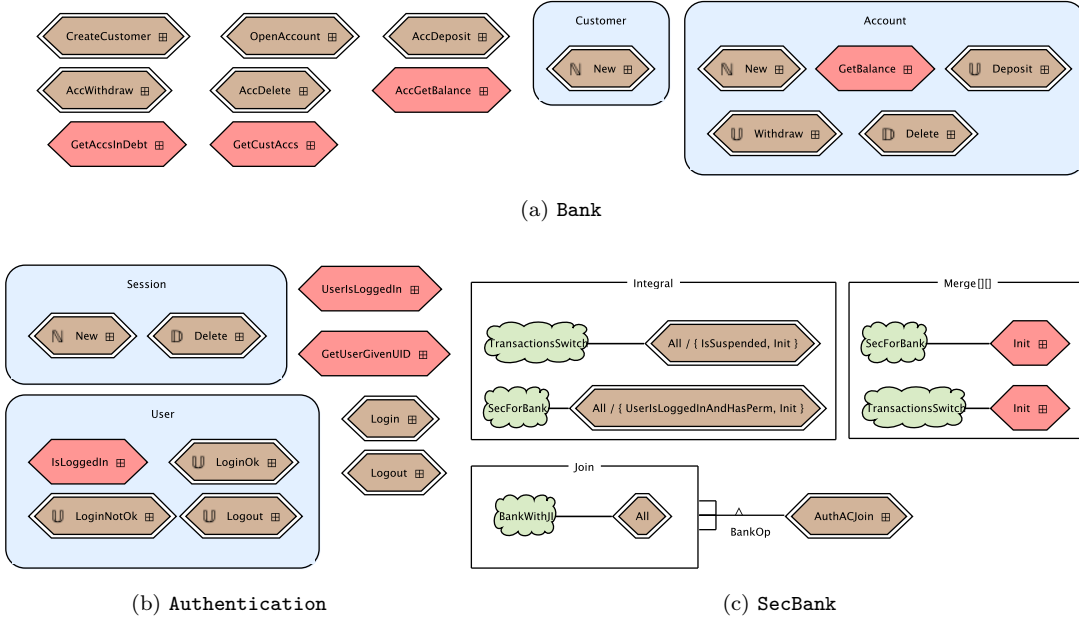 CreateCustomer
OpenAccount
AccDeposit
AccWithdraw
AccDelete
AccGetBalance
GetAccsInDebt
GetCustAccs
Customer
ℕ New
Account
ℕ New
GetBalance
𝕌 Deposit
𝕌 Withdraw
𝔻 Delete
(a) Bank
Session
ℕ New
𝔻 Delete
UserIsLoggedIn
GetUserGivenUID
User
IsLoggedIn
𝕌 LoginOk
𝕌 LoginNotOk
𝕌 Logout
Login
Logout
(b) Authentication
Integral
TransactionsSwitch
All / { IsSuspended, Init }
SecForBank
All / { UserIsLoggedInAndHasPerm, Init }
Merge[][]
SecForBank
Init
TransactionsSwitch
Init
Join
BankWithJI
All
BankOp
AuthACJoin
(c) SecBank